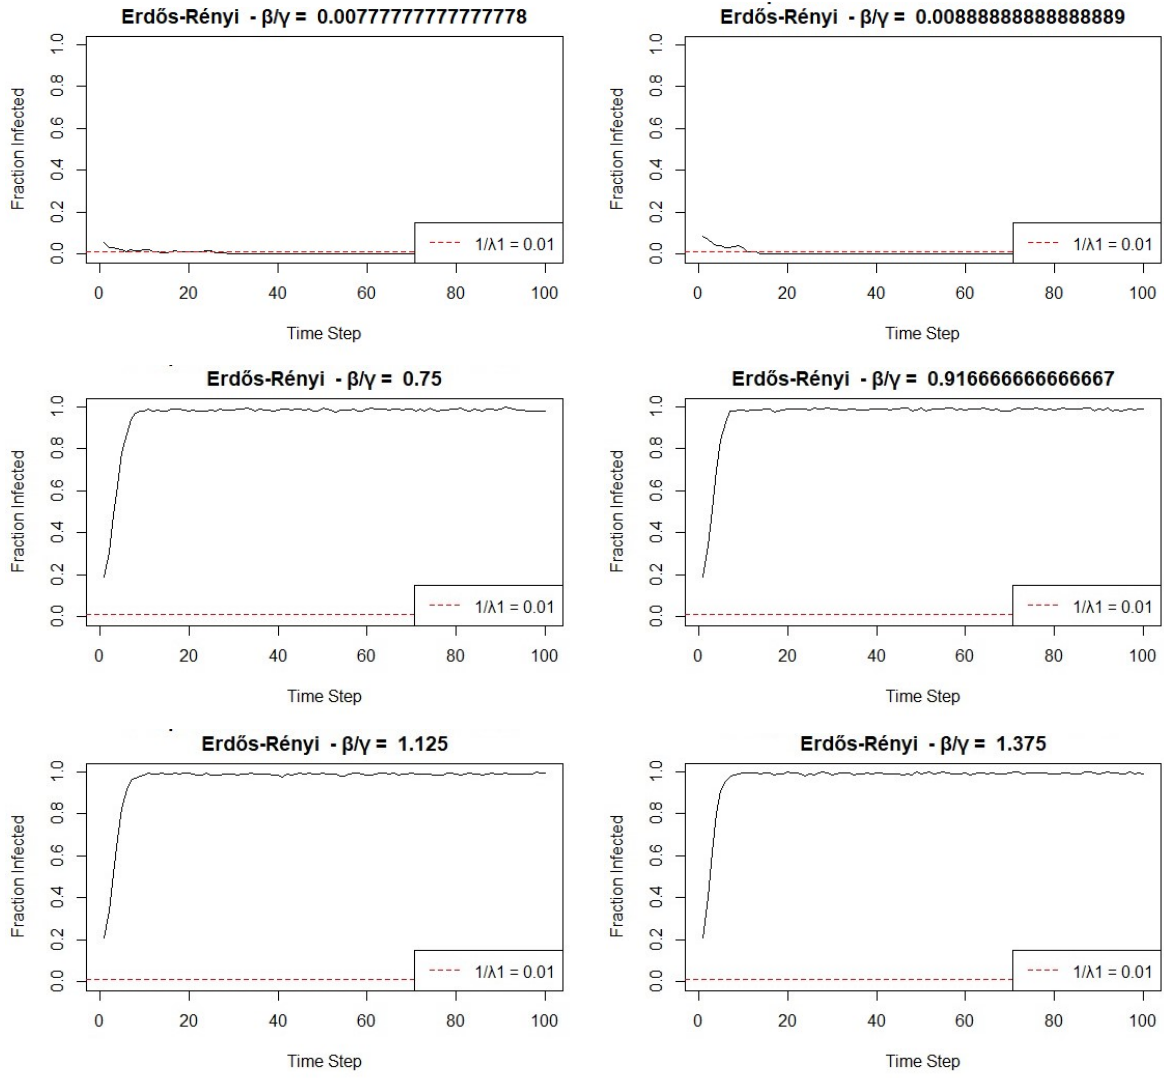 Erdős-Rényi - β/γ = 0.00777777777777778
Fraction Infected
0.0 0.2 0.4 0.6 0.8 1.0
1/λ1 = 0.01
0 20 40 60 80 100
Time Step
Erdős-Rényi - β/γ = 0.00888888888888889
Fraction Infected
0.0 0.2 0.4 0.6 0.8 1.0
1/λ1 = 0.01
0 20 40 60 80 100
Time Step
Erdős-Rényi - β/γ = 0.75
Fraction Infected
0.0 0.2 0.4 0.6 0.8 1.0
1/λ1 = 0.01
0 20 40 60 80 100
Time Step
Erdős-Rényi - β/γ = 0.916666666666667
Fraction Infected
0.0 0.2 0.4 0.6 0.8 1.0
1/λ1 = 0.01
0 20 40 60 80 100
Time Step
Erdős-Rényi - β/γ = 1.125
Fraction Infected
0.0 0.2 0.4 0.6 0.8 1.0
1/λ1 = 0.01
0 20 40 60 80 100
Time Step
Erdős-Rényi - β/γ = 1.375
Fraction Infected
0.0 0.2 0.4 0.6 0.8 1.0
1/λ1 = 0.01
0 20 40 60 80 100
Time Step